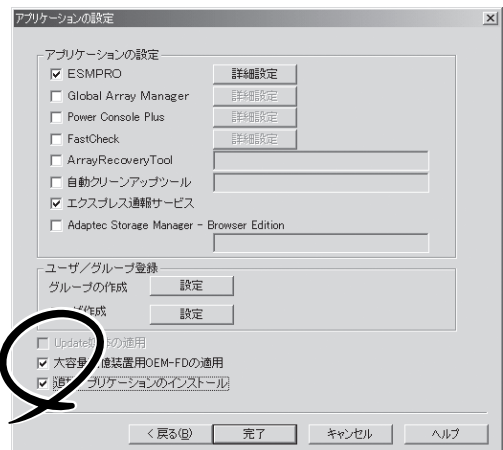 アプリケーションの設定
アプリケーションの設定
ESMPRO 詳細設定
Global Array Manager 詳細設定
Power Console Plus 詳細設定
FastCheck 詳細設定
ArrayRecoveryTool
自動クリーンアップツール
エクスプレス通報サービス
Adaptec Storage Manager - Browser Edition
ユーザ/グループ登録
グループの作成 設定
作成 設定
Update の適用
大容量 憶装置用OEM-FDの適用
追 プリケーションのインストール
<戻る(B) 完了 キャンセル ヘルプ